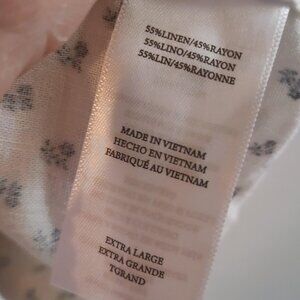 55%LINEN/45%RAYON
55%LINO/45%RAYON
55%LIN/45%RAYONNE
MADE IN VIETNAM
HECHO EN VIETNAM
FABRIQUÉ AU VIETNAM
EXTRA LARGE
EXTRA GRANDE
TGRAND